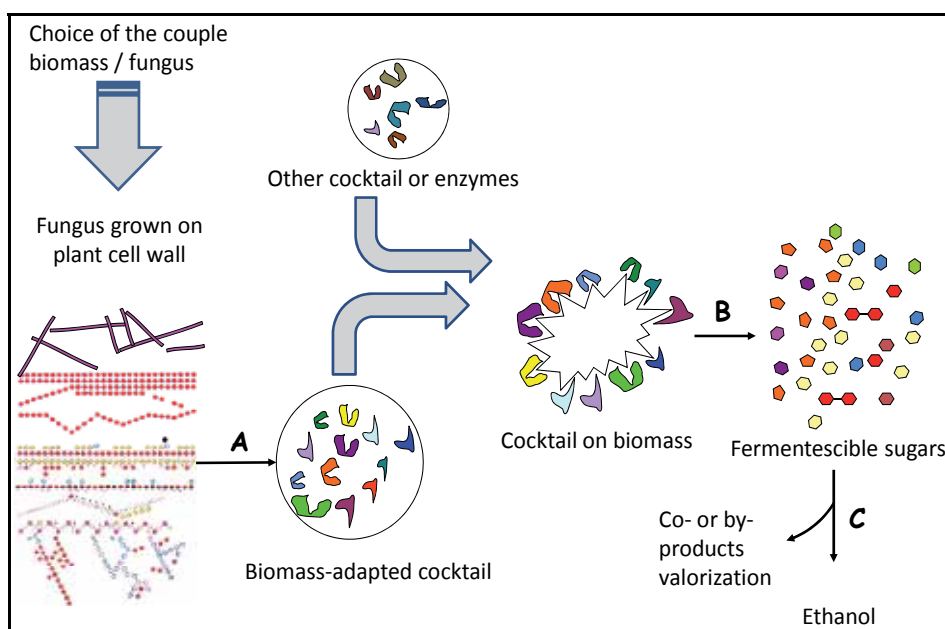 Choice of the couple
biomass / fungus
Other cocktail or enzymes
Fungus grown on
plant cell wall
A
B
Biomass-adapted cocktail
Cocktail on biomass
Fermentescible sugars
C
Co- or by-
products
valorization
Ethanol